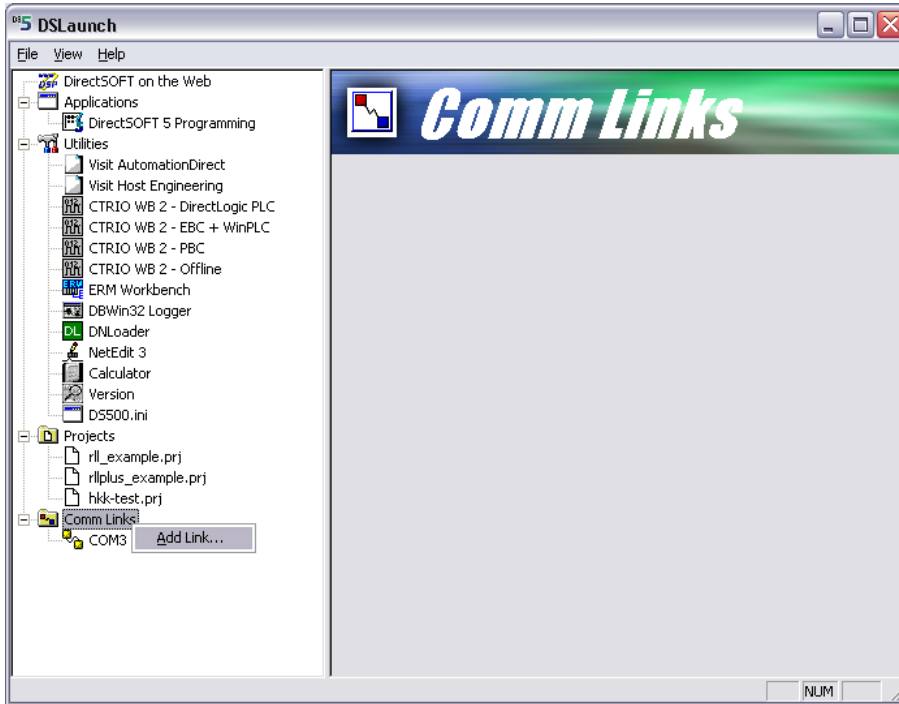 DS5 DSLaunch
File View Help
DirectSOFT on the Web
Applications
DirectSOFT 5 Programming
Utilities
Visit AutomationDirect
Visit Host Engineering
CTRIO WB 2 - DirectLogic PLC
CTRIO WB 2 - EBC + WinPLC
CTRIO WB 2 - PBC
CTRIO WB 2 - Offline
ERM Workbench
DBWin32 Logger
DL DNLoader
NetEdit 3
Calculator
Version
DS500.ini
Projects
rll_example.prj
rllplus_example.prj
hkk-test.prj
Comm Links
COM3
Add Link...
Comm Links
NUM